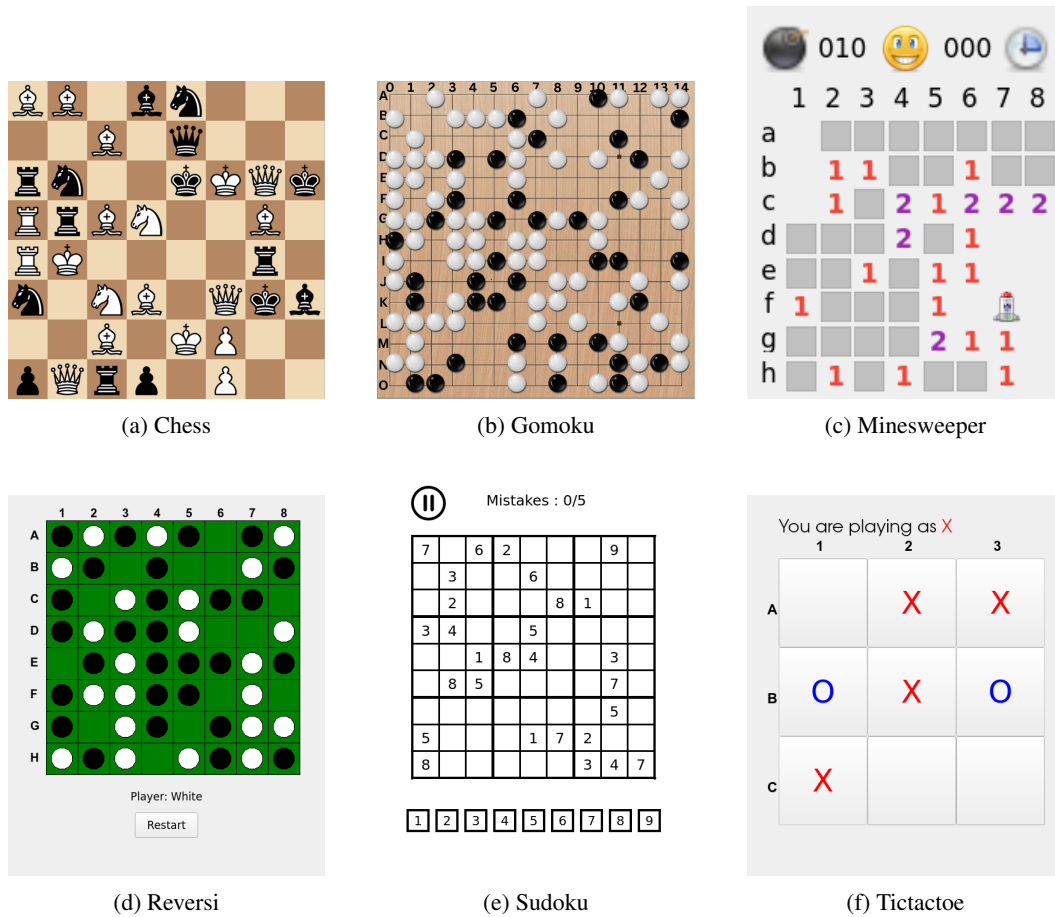 010 000
1 2 3 4 5 6 7 8
0 1 2 3 4 5 6 7 8 9 10 11 12 13 14
A
B
C
D
E
F
G
H
I
J
K
L
M
N
O
a
b 1 1 1
c 1 2 1 2 2 2
d 2 1
e 1 1 1
f 1 1
g 2 1 1
h 1 1 1
(a) Chess
(b) Gomoku
(c) Minesweeper
1 2 3 4 5 6 7 8
A
B
C
D
E
F
G
H
Player: White
Restart
Mistakes : 0/5
7 6 2 9
3 6
2 8 1
3 4 5
1 8 4 3
8 5 7
5
5 1 7 2
8 3 4 7
1 2 3 4 5 6 7 8 9
You are playing as X
1 2 3
A X X
B O X O
C X
(d) Reversi
(e) Sudoku
(f) Tictactoe